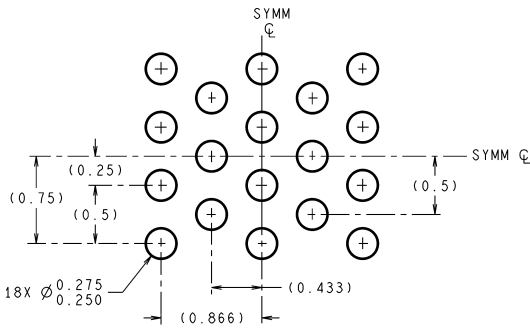 SYMM
℄
SYMM ℄
(0.25)
(0.5)
(0.75)
(0.5)
18X Ø 0.275
0.250
(0.433)
(0.866)